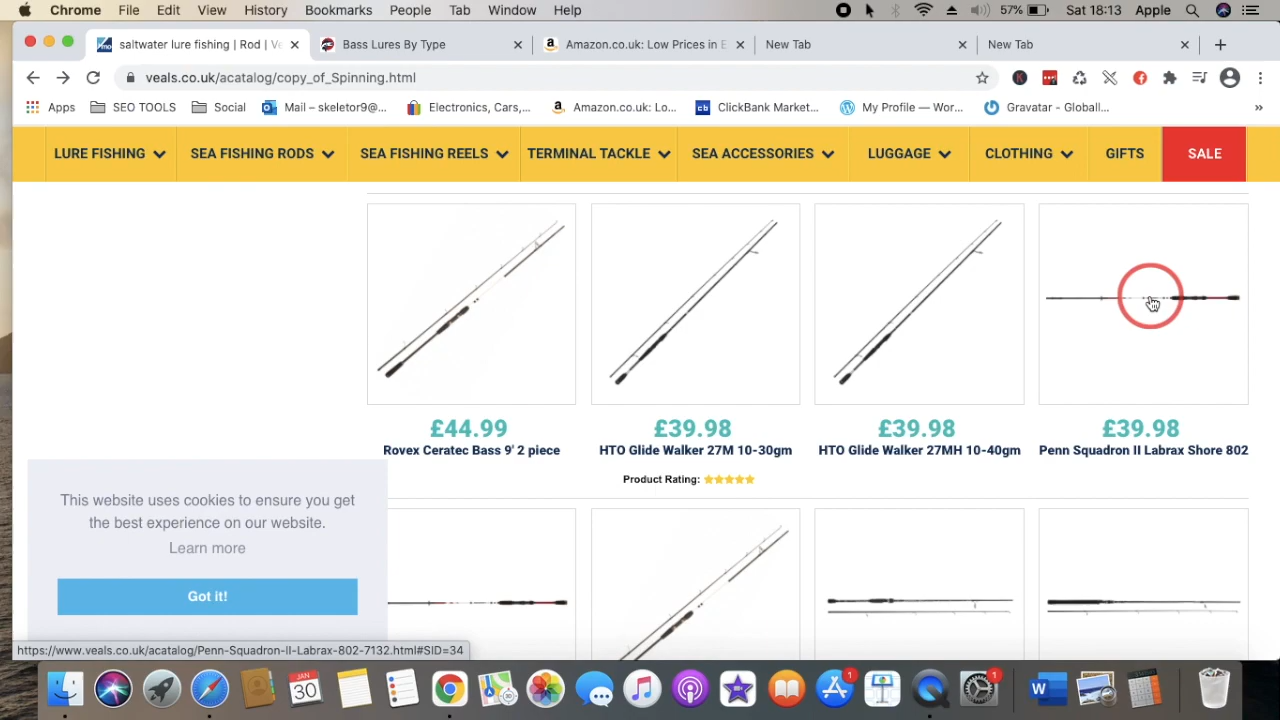 Chrome File Edit View History Bookmarks People Tab Window Help 57% Sat 18:13 Apple
saltwater lure fishing | Rod | Ve Bass Lures By Type Amazon.co.uk: Low Prices in E New Tab New Tab
veals.co.uk/acatalog/copy_of_Spinning.html
Apps SEO TOOLS Social Mail – skeletor9@... Electronics, Cars,... Amazon.co.uk: Lo... ClickBank Market... My Profile — Wor... Gravatar - Globall... »
LURE FISHING SEA FISHING RODS SEA FISHING REELS TERMINAL TACKLE SEA ACCESSORIES LUGGAGE CLOTHING GIFTS SALE
£44.99 £39.98 £39.98 £39.98
Rovex Ceratec Bass 9' 2 piece HTO Glide Walker 27M 10-30gm HTO Glide Walker 27MH 10-40gm Penn Squadron II Labrax Shore 802
Product Rating:
This website uses cookies to ensure you get
the best experience on our website.
Learn more
Got it!
https://www.veals.co.uk/acatalog/Penn-Squadron-II-Labrax-802-7132.html#SID=34